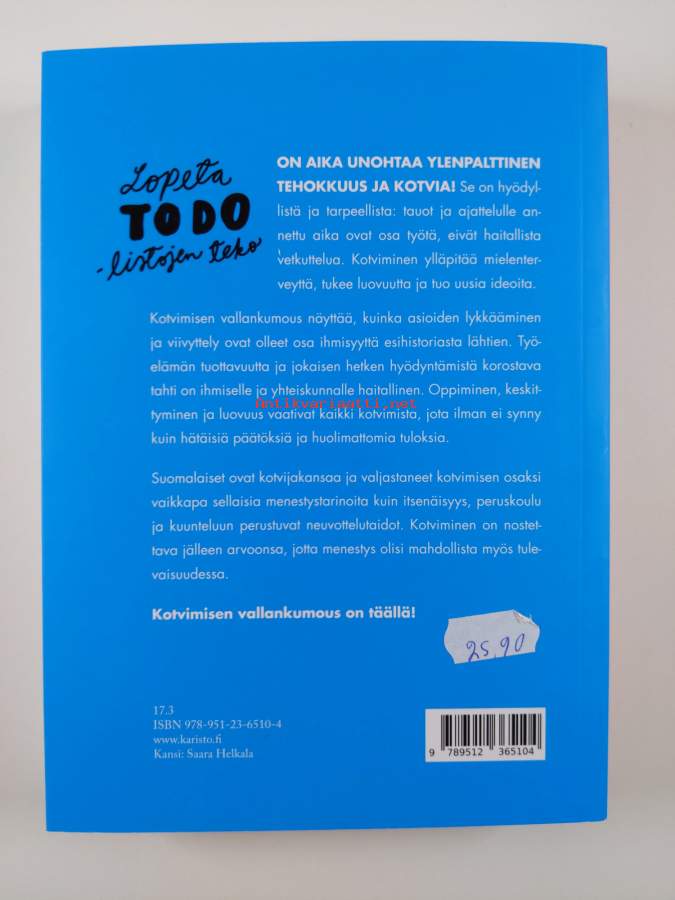 Lopeta
TO DO
-listojen teko
ON AIKA UNOHTAA YLENPALTTINEN
TEHOKKUUS JA KOTVIA! Se on hyödyl-
listä ja tarpeellista: tauot ja ajattelulle an-
nettu aika ovat osa työtä, eivät haitallista
vetkuttelua. Kotviminen ylläpitää mielenter-
veyttä, tukee luovuutta ja tuo uusia ideoita.
Kotvimisen vallankumous näyttää, kuinka asioiden lykkääminen
ja viivyttely ovat olleet osa ihmisyyttä esihistoriasta lähtien. Työ-
elämän tuottavuutta ja jokaisen hetken hyödyntämistä korostava
tahti on ihmiselle ja yhteiskunnalle haitallinen. Oppiminen, keskit-
Antikvariaatti.net
tyminen ja luovuus vaativat kaikki kotvimista, jota ilman ei synny
kuin hätäisiä päätöksiä ja huolimattomia tuloksia.
Suomalaiset ovat kotvijakansaa ja valjastaneet kotvimisen osaksi
vaikkapa sellaisia menestystarinoita kuin itsenäisyys, peruskoulu
ja kuunteluun perustuvat neuvottelutaidot. Kotviminen on nostet-
tava jälleen arvoonsa, jotta menestys olisi mahdollista myös tule-
vaisuudessa.
Kotvimisen vallankumous on täällä!
25,90
17.3
ISBN 978-951-23-6510-4
www.karisto.fi
Kansi: Saara Helkala
9 789512 365104